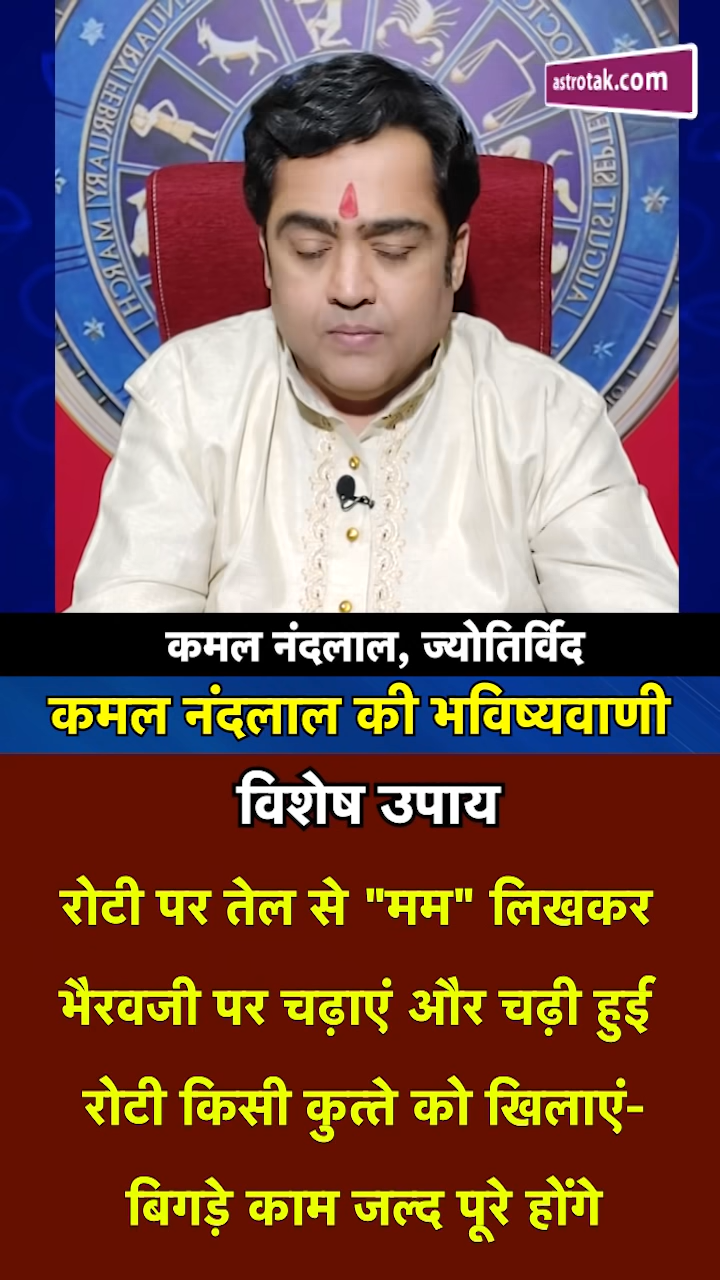 astrotak.com
कमल नंदलाल, ज्योतिर्विद
कमल नंदलाल की भविष्यवाणी
विशेष उपाय
रोटी पर तेल से "मम" लिखकर
भैरवजी पर चढ़ाएं और चढ़ी हुई
रोटी किसी कुत्ते को खिलाएं-
बिगड़े काम जल्द पूरे होंगे